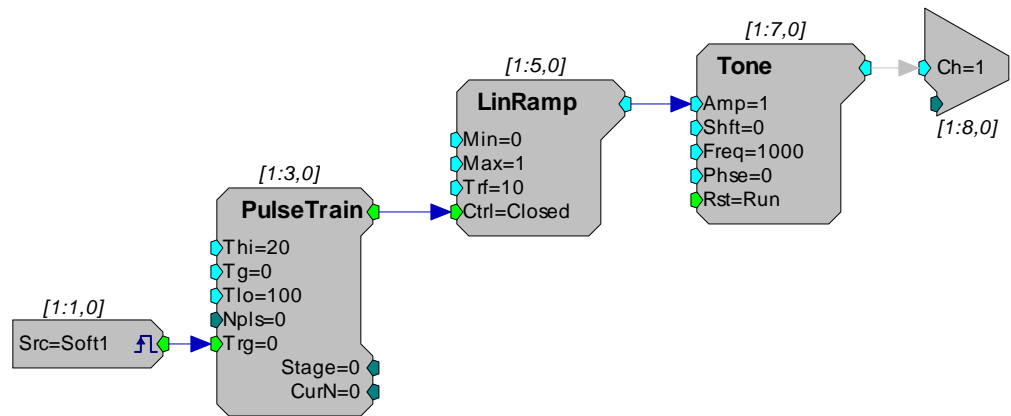 [1:1,0]
Src=Soft1
[1:3,0]
PulseTrain
Thi=20
Tg=0
Tlo=100
Npls=0
Trg=0
Stage=0
CurN=0
[1:5,0]
LinRamp
Min=0
Max=1
Trf=10
Ctrl=Closed
[1:7,0]
Tone
Amp=1
Shft=0
Freq=1000
Phse=0
Rst=Run
Ch=1
[1:8,0]